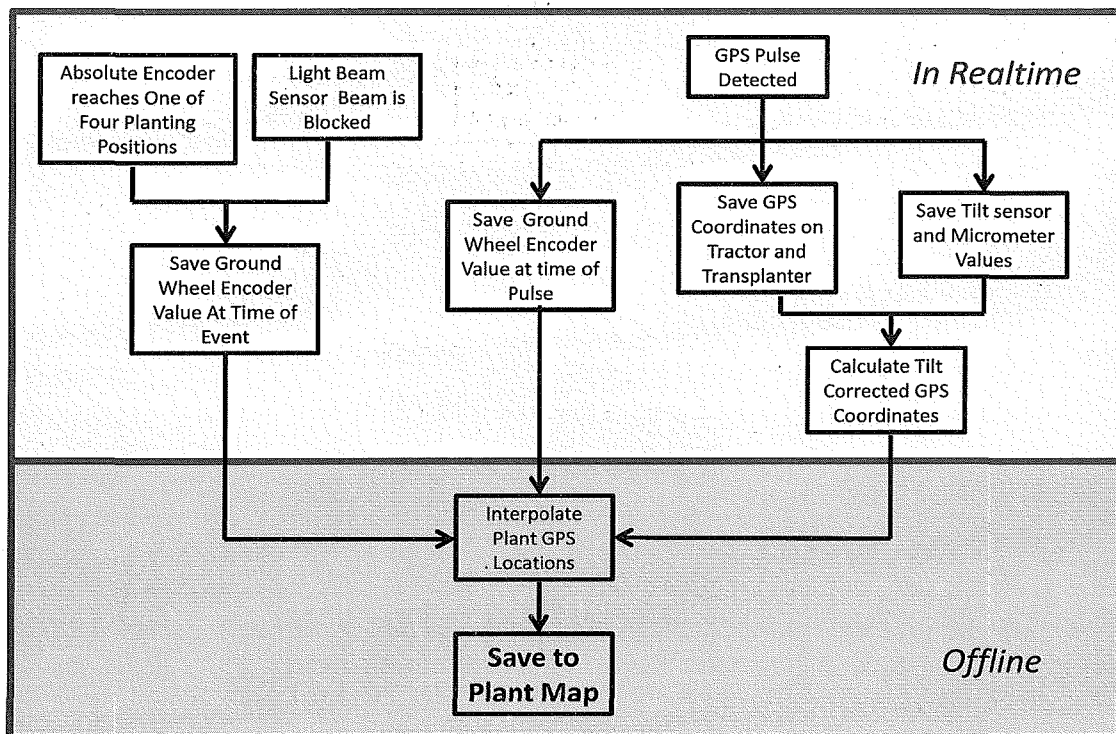 Absolute Encoder
reaches One of
Four Planting
Positions
Light Beam
Sensor Beam is
Blocked
GPS Pulse
Detected
In Realtime
Save Ground
Wheel Encoder
Value At Time of
Event
Save Ground
Wheel Encoder
Value at time of
Pulse
Save GPS
Coordinates on
Tractor and
Transplanter
Save Tilt sensor
and Micrometer
Values
Calculate Tilt
Corrected GPS
Coordinates
Interpolate
Plant GPS
Locations
Save to
Plant Map
Offline